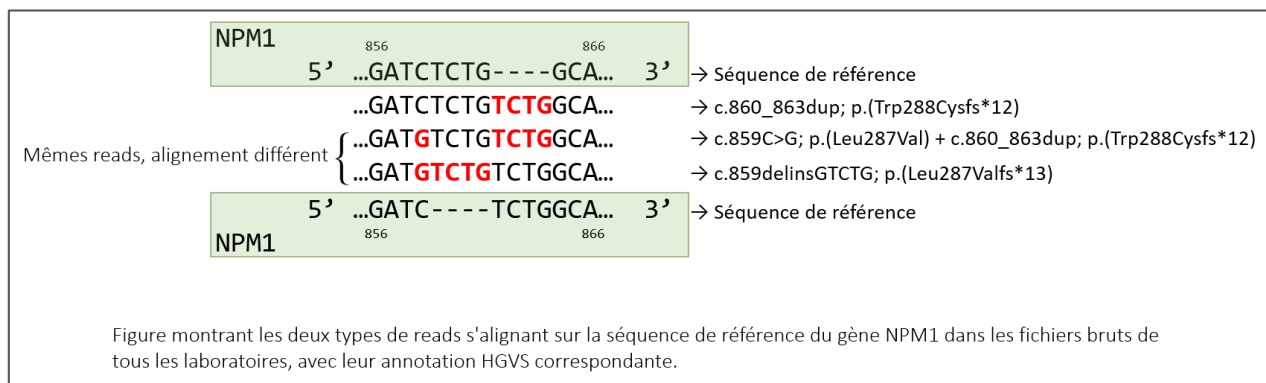 NPM1
856 866
5’ …GATCTCTG----GCA… 3’ → Séquence de référence
…GATCTCTGTCTGGCA… → c.860_863dup; p.(Trp288Cysfs*12)
Mêmes reads, alignement différent { …GATGTCTGTCTGGCA… → c.859C>G; p.(Leu287Val) + c.860_863dup; p.(Trp288Cysfs*12)
…GATGTCTGTCTGGCA… → c.859delinsGTCTG; p.(Leu287Valfs*13)
5’ …GATC----TCTGGCA… 3’ → Séquence de référence
856 866
NPM1
Figure montrant les deux types de reads s'alignant sur la séquence de référence du gène NPM1 dans les fichiers bruts de
tous les laboratoires, avec leur annotation HGVS correspondante.